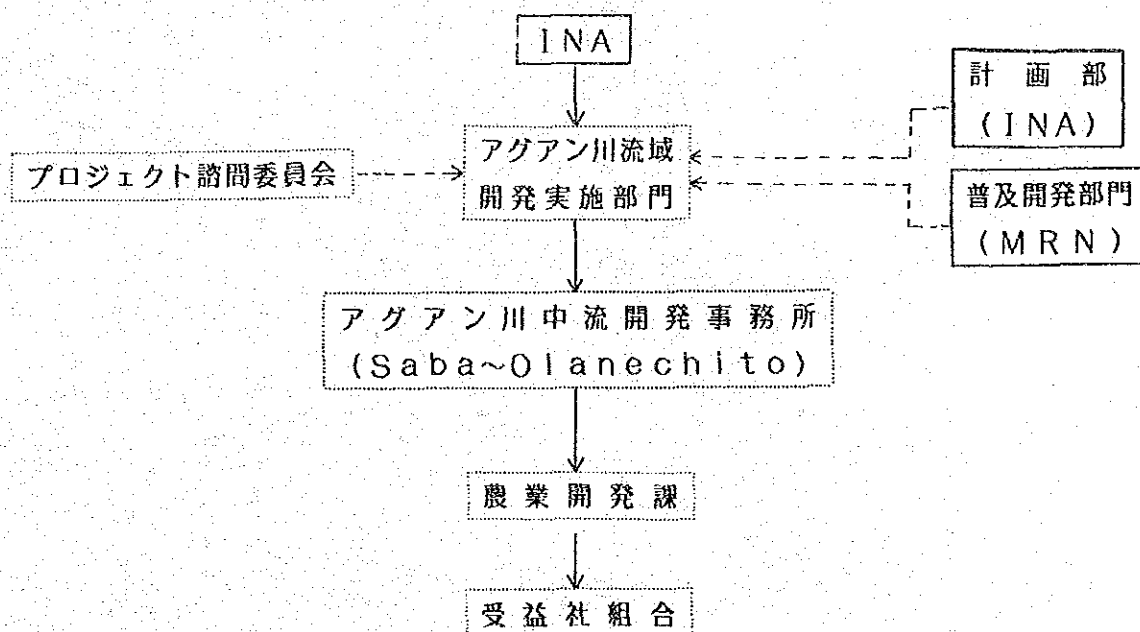 INA
計画部
(INA)
アグアン川流域
開発実施部門
プロジェクト諮問委員会
普及開発部門
(MRN)
アグアン川中流開発事務所
(Saba~Olanechito)
農業開発課
受益社組合